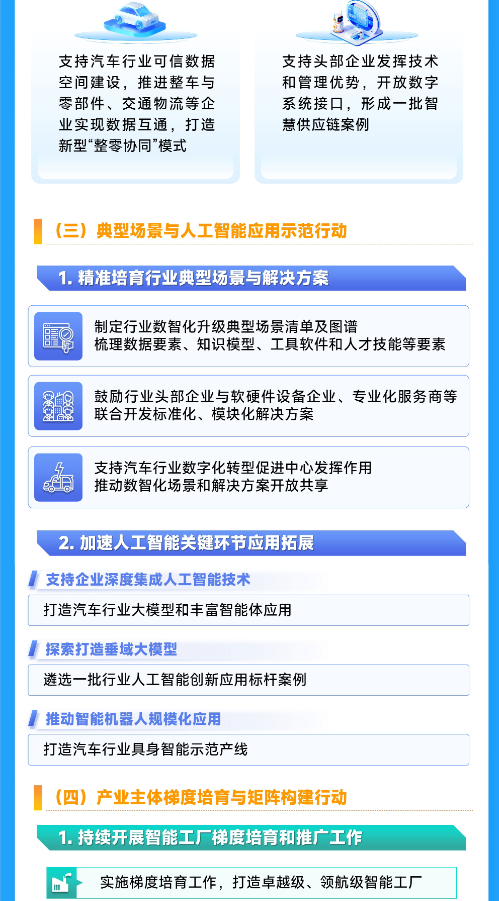 支持汽车行业可信数据
空间建设，推进整车与
零部件、交通物流等企
业实现数据互通，打造
新型“整零协同”模式
支持头部企业发挥技术
和管理优势，开放数字
系统接口，形成一批智
慧供应链案例
（三）典型场景与人工智能应用示范行动
1. 精准培育行业典型场景与解决方案
制定行业数智化升级典型场景清单及图谱
梳理数据要素、知识模型、工具软件和人才技能等要素
鼓励行业头部企业与软硬件设备企业、专业化服务商等
联合开发标准化、模块化解决方案
支持汽车行业数字化转型促进中心发挥作用
推动数智化场景和解决方案开放共享
2. 加速人工智能关键环节应用拓展
支持企业深度集成人工智能技术
打造汽车行业大模型和丰富智能体应用
探索打造垂域大模型
遴选一批行业人工智能创新应用标杆案例
推动智能机器人规模化应用
打造汽车行业具身智能示范产线
（四）产业主体梯度培育与矩阵构建行动
1. 持续开展智能工厂梯度培育和推广工作
实施梯度培育工作，打造卓越级、领航级智能工厂